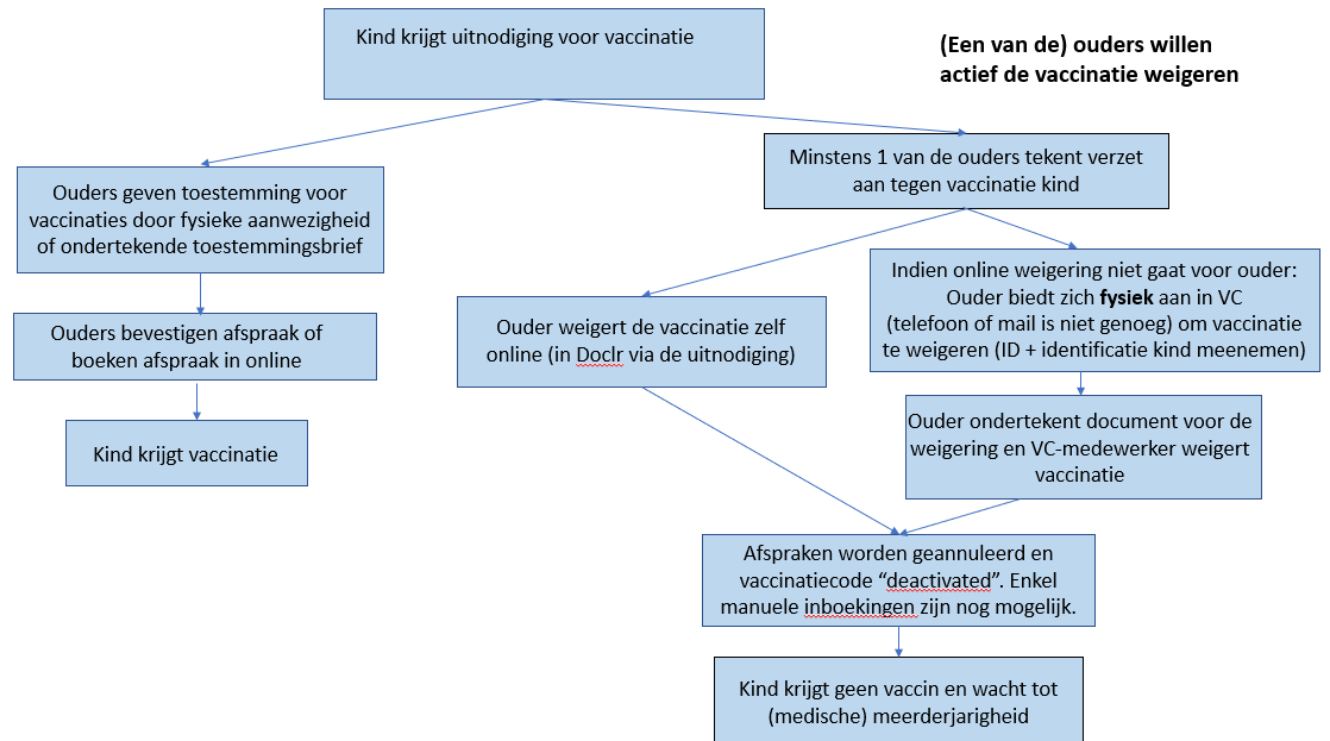 Kind krijgt uitnodiging voor vaccinatie
(Een van de) ouders willen
actief de vaccinatie weigeren
Minstens 1 van de ouders tekent verzet
aan tegen vaccinatie kind
Ouders geven toestemming voor
vaccinaties door fysieke aanwezigheid
of ondertekende toestemmingsbrief
Indien online weigering niet gaat voor ouder:
Ouder biedt zich fysiek aan in VC
(telefoon of mail is niet genoeg) om vaccinatie
te weigeren (ID + identificatie kind meenemen)
Ouder weigert de vaccinatie zelf
online (in Doclr via de uitnodiging)
Ouders bevestigen afspraak of
boeken afspraak in online
Ouder ondertekent document voor de
weigering en VC-medewerker weigert
vaccinatie
Kind krijgt vaccinatie
Afspraken worden geannuleerd en
vaccinatiecode “deactivated”. Enkel
manuele inboekingen zijn nog mogelijk.
Kind krijgt geen vaccin en wacht tot
(medische) meerderjarigheid